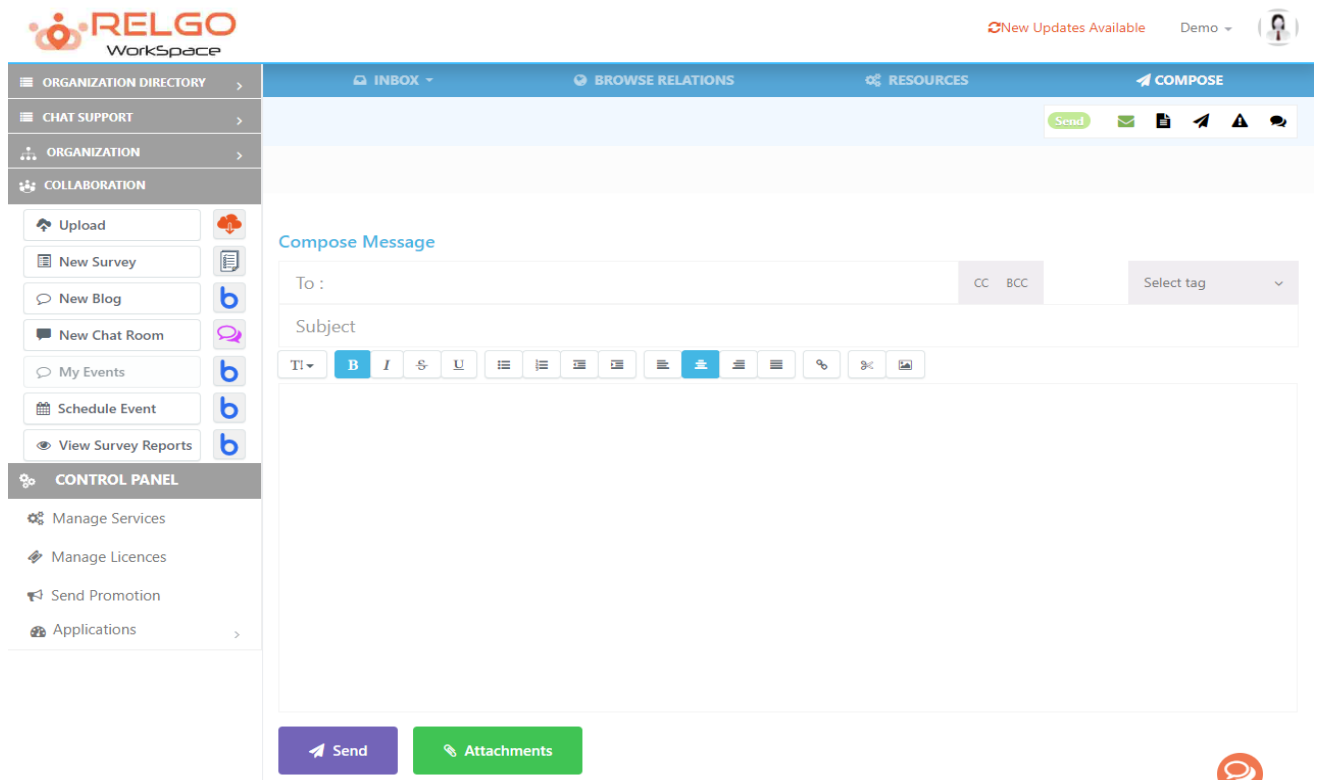 RELGO
WorkSpace
New Updates Available
Demo
ORGANIZATION DIRECTORY
CHAT SUPPORT
ORGANIZATION
COLLABORATION
Upload
New Survey
New Blog
New Chat Room
My Events
Schedule Event
View Survey Reports
CONTROL PANEL
Manage Services
Manage Licences
Send Promotion
Applications
INBOX
BROWSE RELATIONS
RESOURCES
COMPOSE
Send
Compose Message
To :
CC BCC
Select tag
Subject
B I S U
Send
Attachments